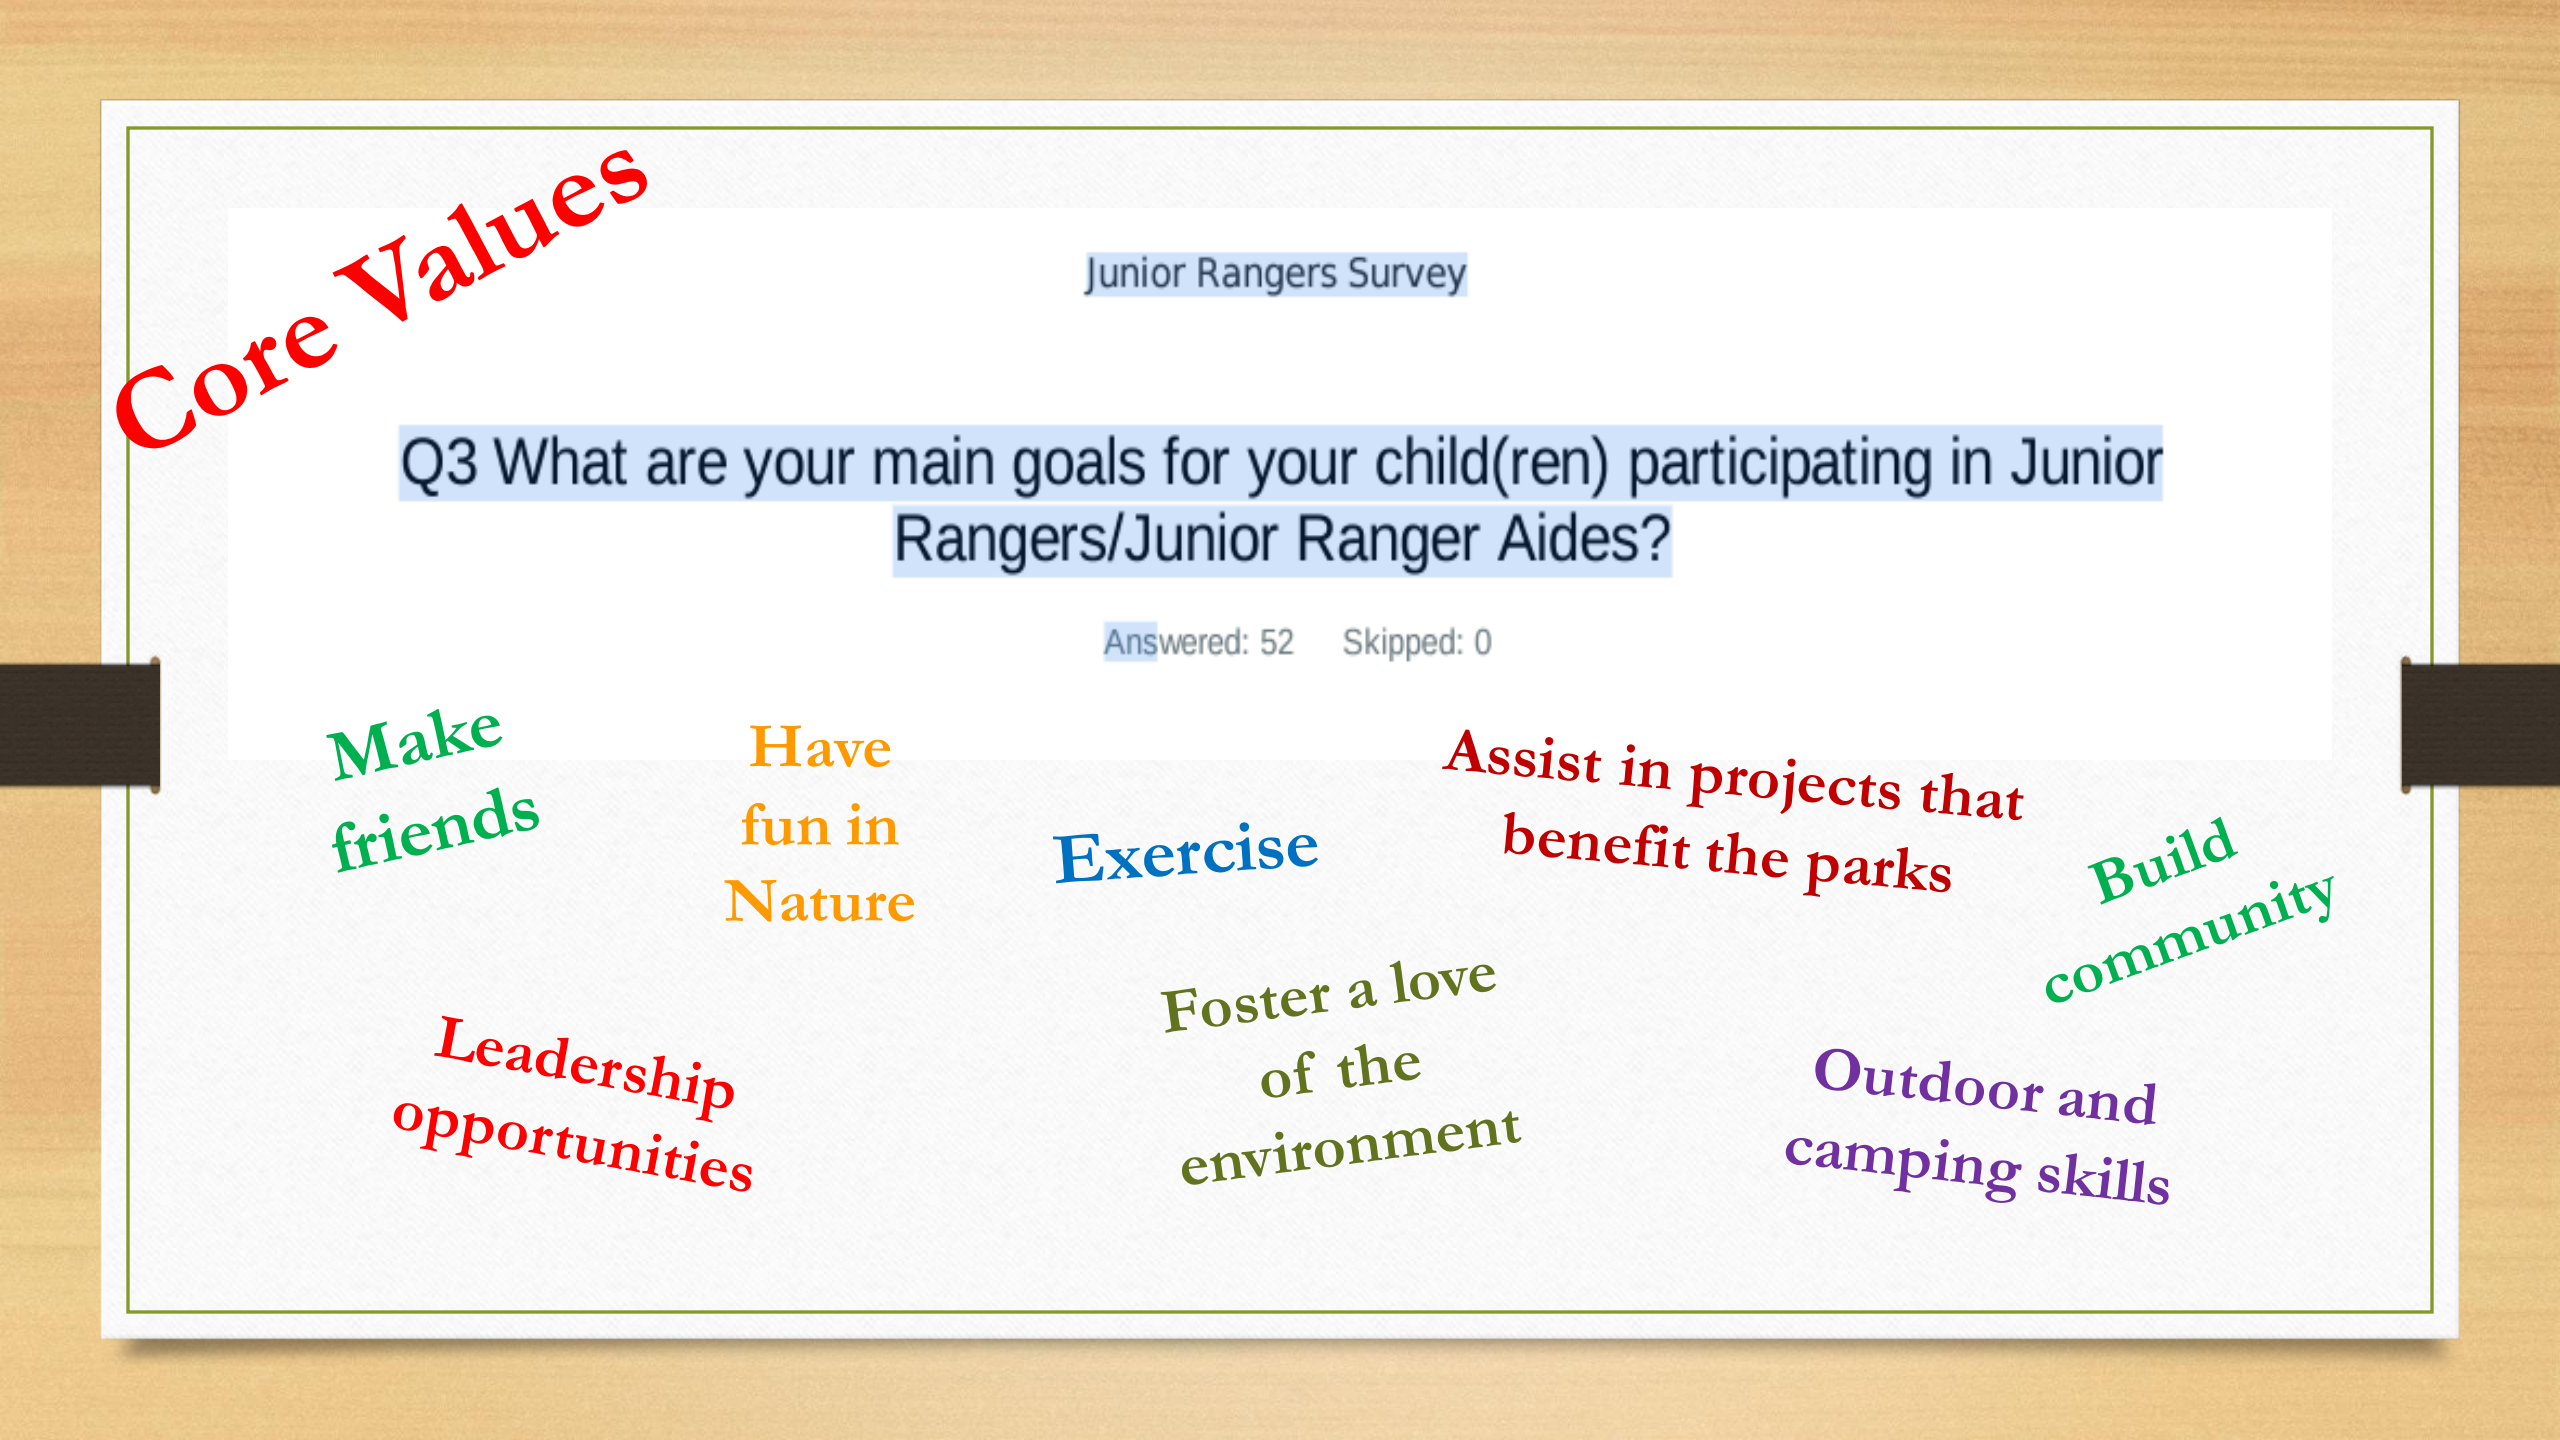 Core Values
Junior Rangers Survey
Q3 What are your main goals for your child(ren) participating in Junior
Rangers/Junior Ranger Aides?
Answered: 52 Skipped: 0
Make
friends
Have
fun in
Nature
Exercise
Assist in projects that
benefit the parks
Build
community
Leadership
opportunities
Foster a love
of the
environment
Outdoor and
camping skills